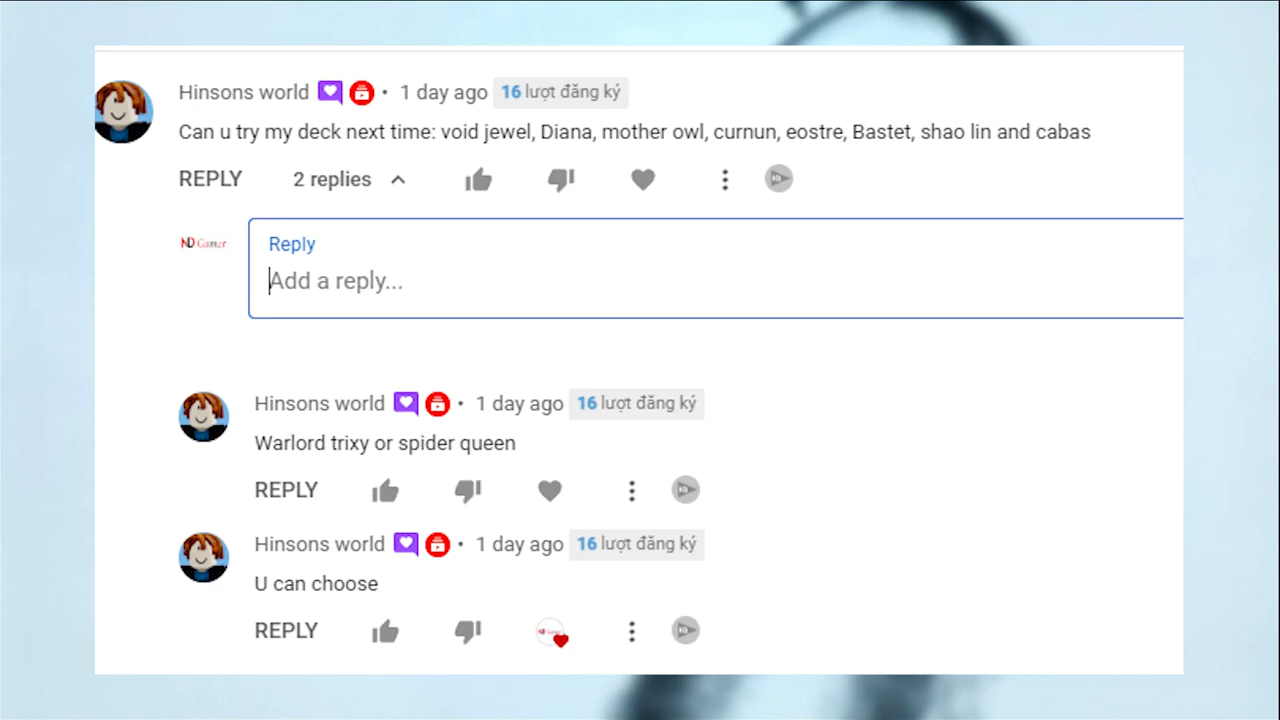 Hinsons world • 1 day ago 16 lượt đăng ký
Can u try my deck next time: void jewel, Diana, mother owl, curnun, eostre, Bastet, shao lin and cabas
REPLY 2 replies
ND Gamer
Reply
Add a reply...
Hinsons world • 1 day ago 16 lượt đăng ký
Warlord trixy or spider queen
REPLY
Hinsons world • 1 day ago 16 lượt đăng ký
U can choose
REPLY